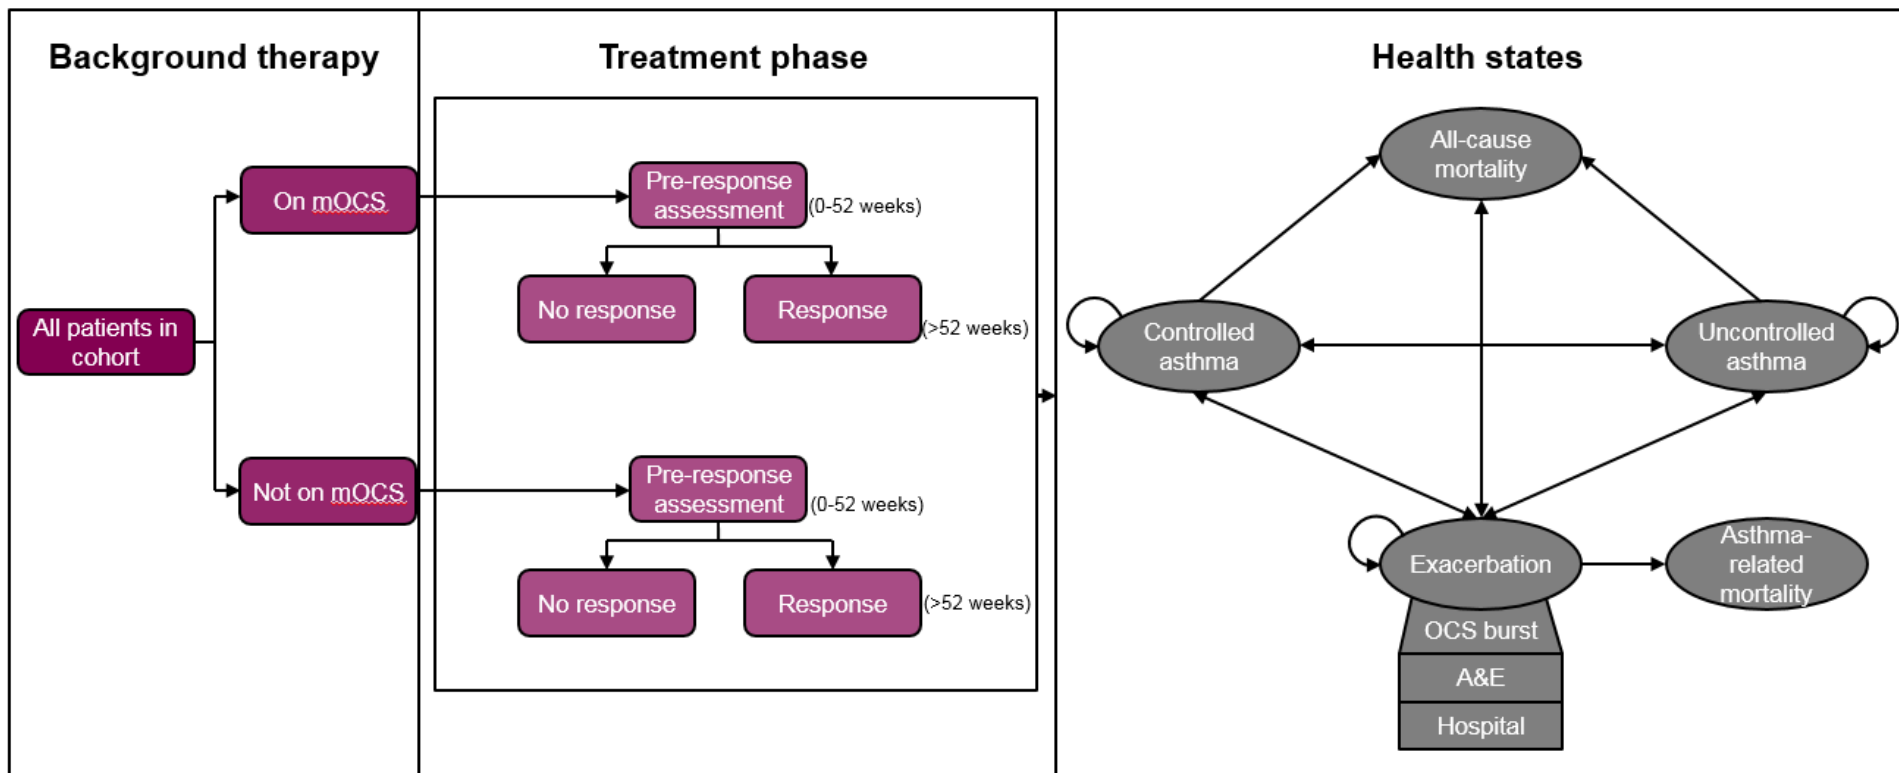 Background therapy
Treatment phase
Health states
All patients in
cohort
On mOCS
Not on mOCS
Pre-response
assessment
(0-52 weeks)
No response
Response
(>52 weeks)
Pre-response
assessment
(0-52 weeks)
No response
Response
(>52 weeks)
All-cause
mortality
Controlled
asthma
Uncontrolled
asthma
Exacerbation
Asthma-
related
mortality
OCS burst
A&E
Hospital